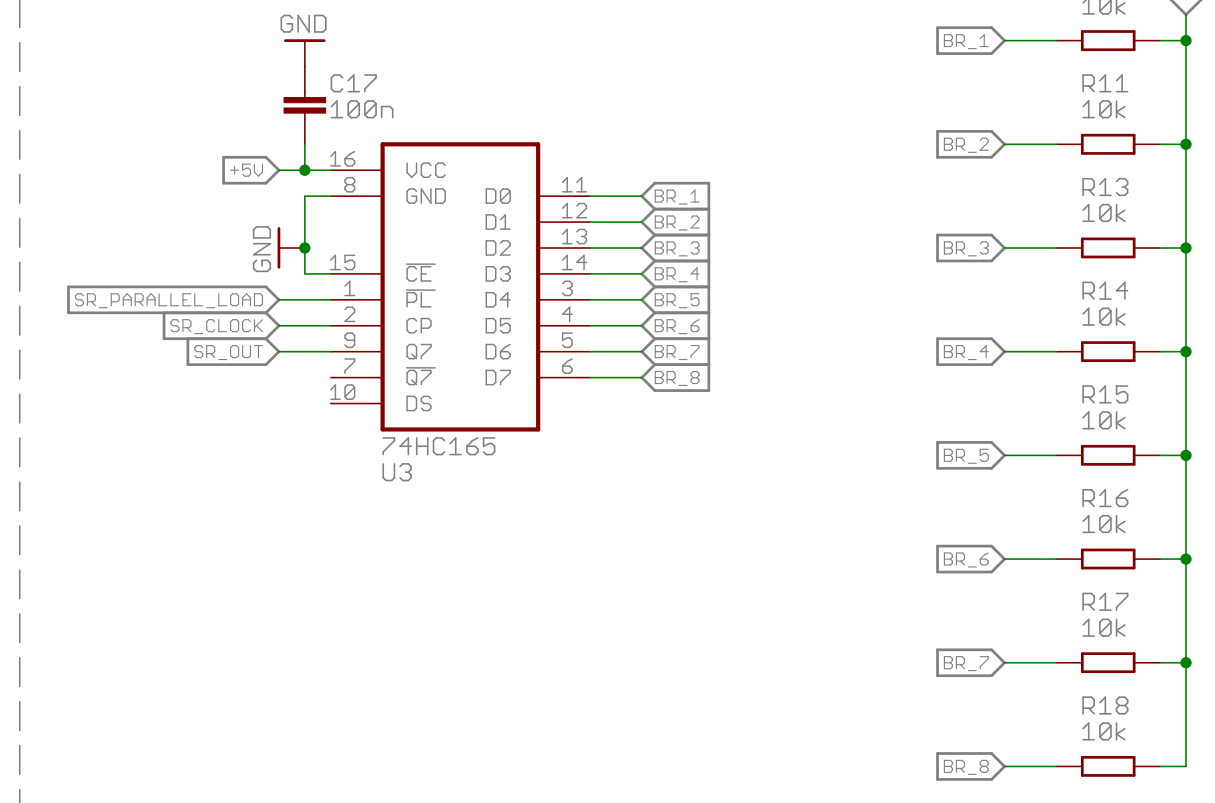 GND
C17
100n
+5V
16
8
15
1
2
9
7
10
GND
SR_PARALLEL_LOAD
SR_CLOCK
SR_OUT
VCC
GND
CE
PL
CP
Q7
Q7
DS
D0
D1
D2
D3
D4
D5
D6
D7
11
12
13
14
3
4
5
6
BR_1
BR_2
BR_3
BR_4
BR_5
BR_6
BR_7
BR_8
74HC165
U3
10k
BR_1
R11
10k
BR_2
R13
10k
BR_3
R14
10k
BR_4
R15
10k
BR_5
R16
10k
BR_6
R17
10k
BR_7
R18
10k
BR_8